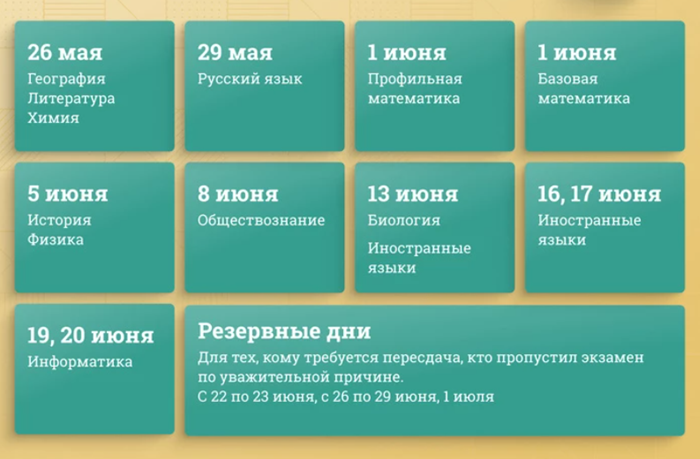 26 мая
География
Литература
Химия
29 мая
Русский язык
1 июня
Профильная
математика
1 июня
Базовая
математика
5 июня
История
Физика
8 июня
Обществознание
13 июня
Биология
Иностранные
языки
16, 17 июня
Иностранные
языки
19, 20 июня
Информатика
Резервные дни
Для тех, кому требуется пересдача, кто пропустил экзамен
по уважительной причине.
С 22 по 23 июня, с 26 по 29 июня, 1 июля